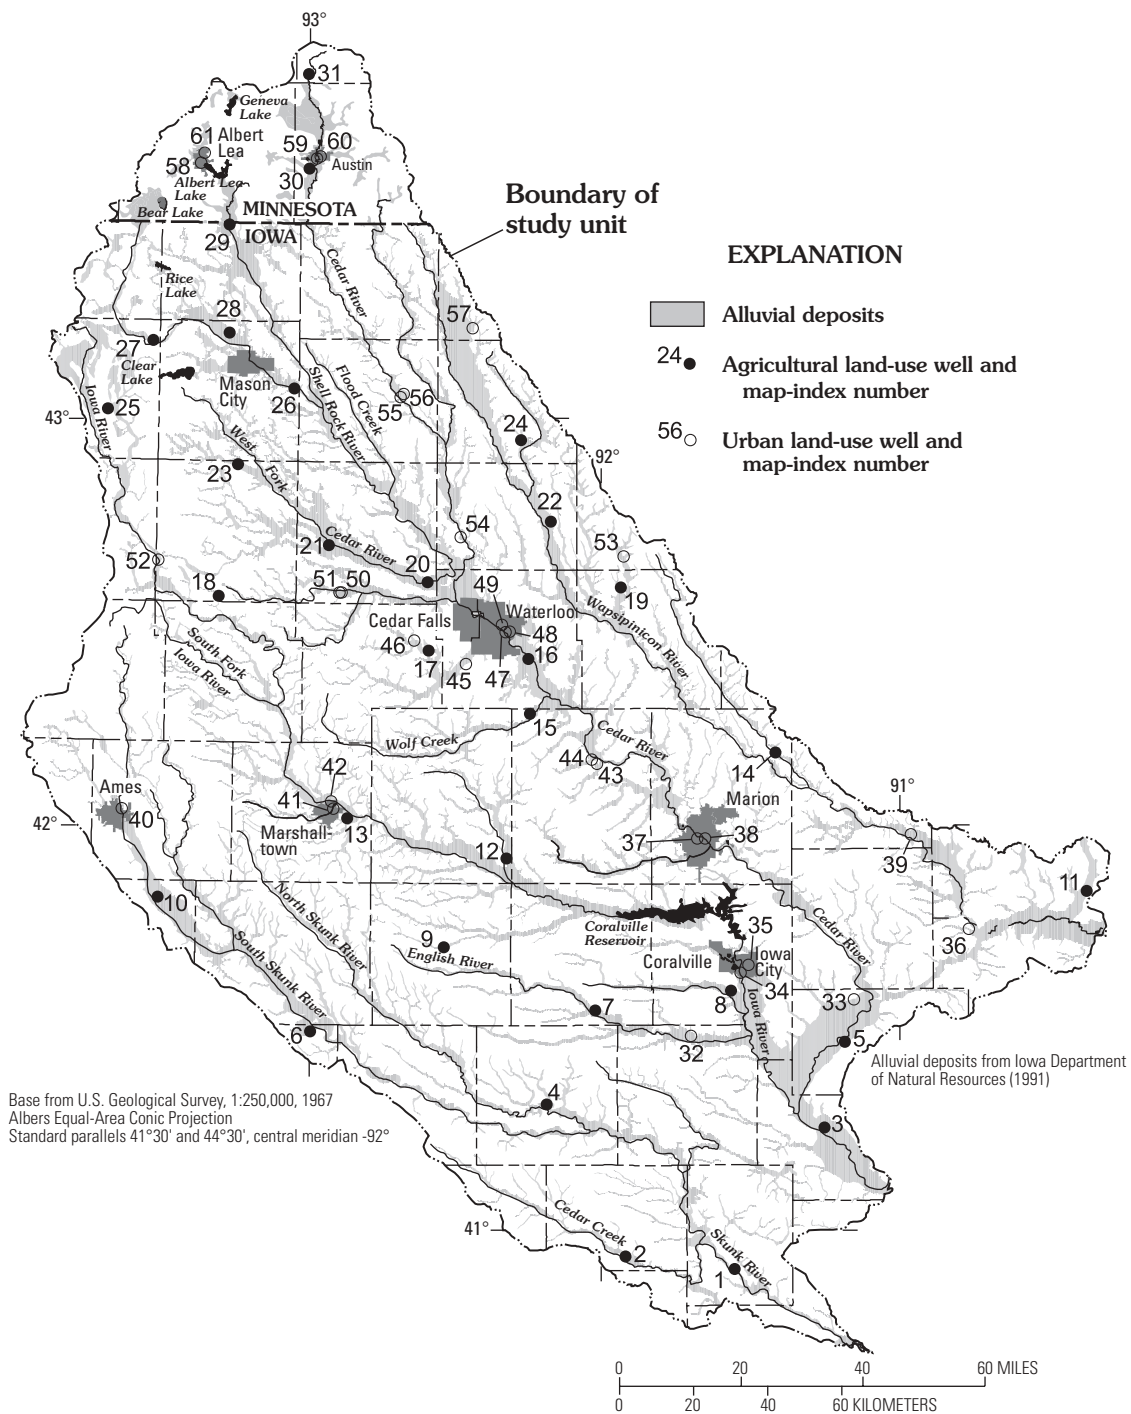 93°
31
Geneva
Lake
61
Albert
Lea
59
60
58
Austin
30
Albert Lea
Lake
Bear Lake
MINNESOTA
29
IOWA
Boundary of
study unit
EXPLANATION
Alluvial deposits
24
Agricultural land-use well and
map-index number
56
Urban land-use well and
map-index number
Cedar River
Rice
Lake
28
57
27
Clear
Lake
Mason
City
26
Shell Rock River
Flood Creek
55
56
Iowa River
25
43°
West
Fork
Cedar River
24
92°
23
22
21
54
53
52
20
51
50
18
49
19
Waterloo
Cedar Falls
48
46
17
45
47
16
Wapsipinicon River
South Fork
Iowa River
15
Wolf Creek
Cedar River
44
43
14
42
Ames
41
40
42°
Marshall-
town
13
Marion
91°
37
38
39
12
11
10
North Skunk River
Coralville
Reservoir
35
Cedar River
36
9
English River
Coralville
Iowa
City
34
South Skunk River
8
33
7
Iowa River
6
32
5
Alluvial deposits from Iowa Department
of Natural Resources (1991)
Base from U.S. Geological Survey, 1:250,000, 1967
Albers Equal-Area Conic Projection
Standard parallels 41°30' and 44°30', central meridian -92°
4
3
41°
Cedar Creek
2
Skunk River
1
0 20 40 60 MILES
0 20 40 60 KILOMETERS